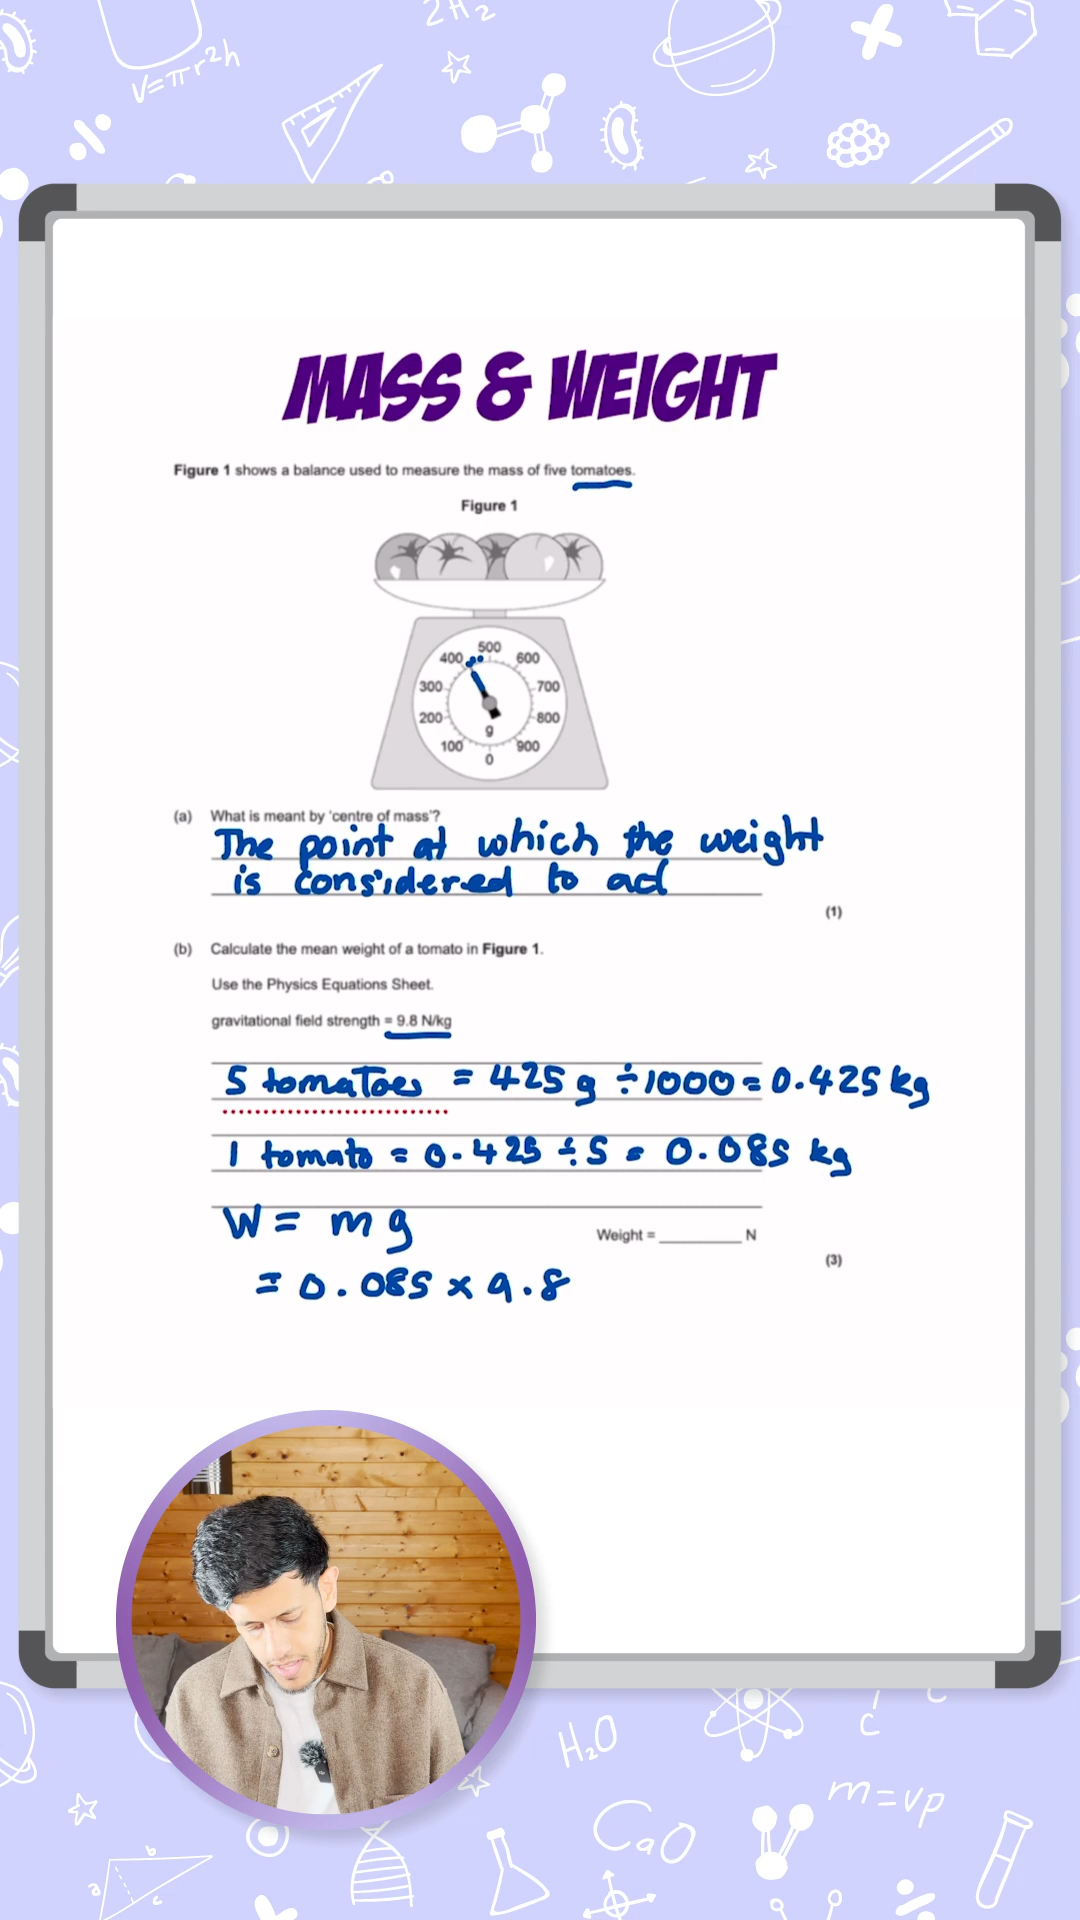 2H₂
V=πr²h
MASS & WEIGHT
Figure 1 shows a balance used to measure the mass of five tomatoes.
Figure 1
500
400
600
300
700
200
800
g
100
900
0
(a) What is meant by 'centre of mass'?
The point at which the weight
is considered to act
(1)
(b) Calculate the mean weight of a tomato in Figure 1.
Use the Physics Equations Sheet.
gravitational field strength = 9.8 N/kg
5 tomatoes = 425 g ÷ 1000 = 0.425 kg
1 tomato = 0.425 ÷ 5 = 0.085 kg
W = mg
Weight = ________ N
(3)
= 0.085 × 9.8
C
C
H₂O
m=vp
CaO
b
a
c